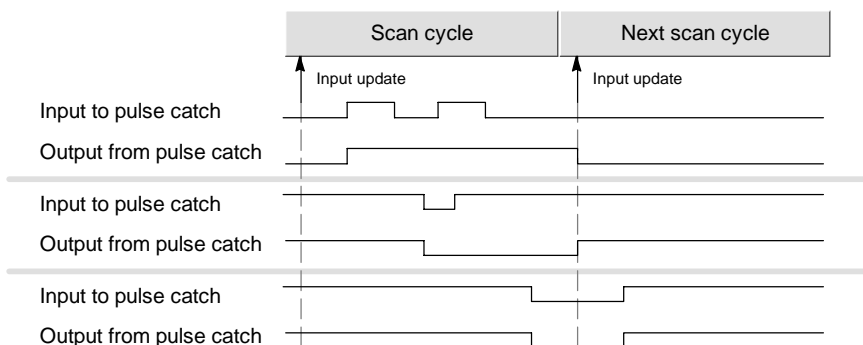 Scan cycle
Next scan cycle
Input update
Input update
Input to pulse catch
Output from pulse catch
Input to pulse catch
Output from pulse catch
Input to pulse catch
Output from pulse catch